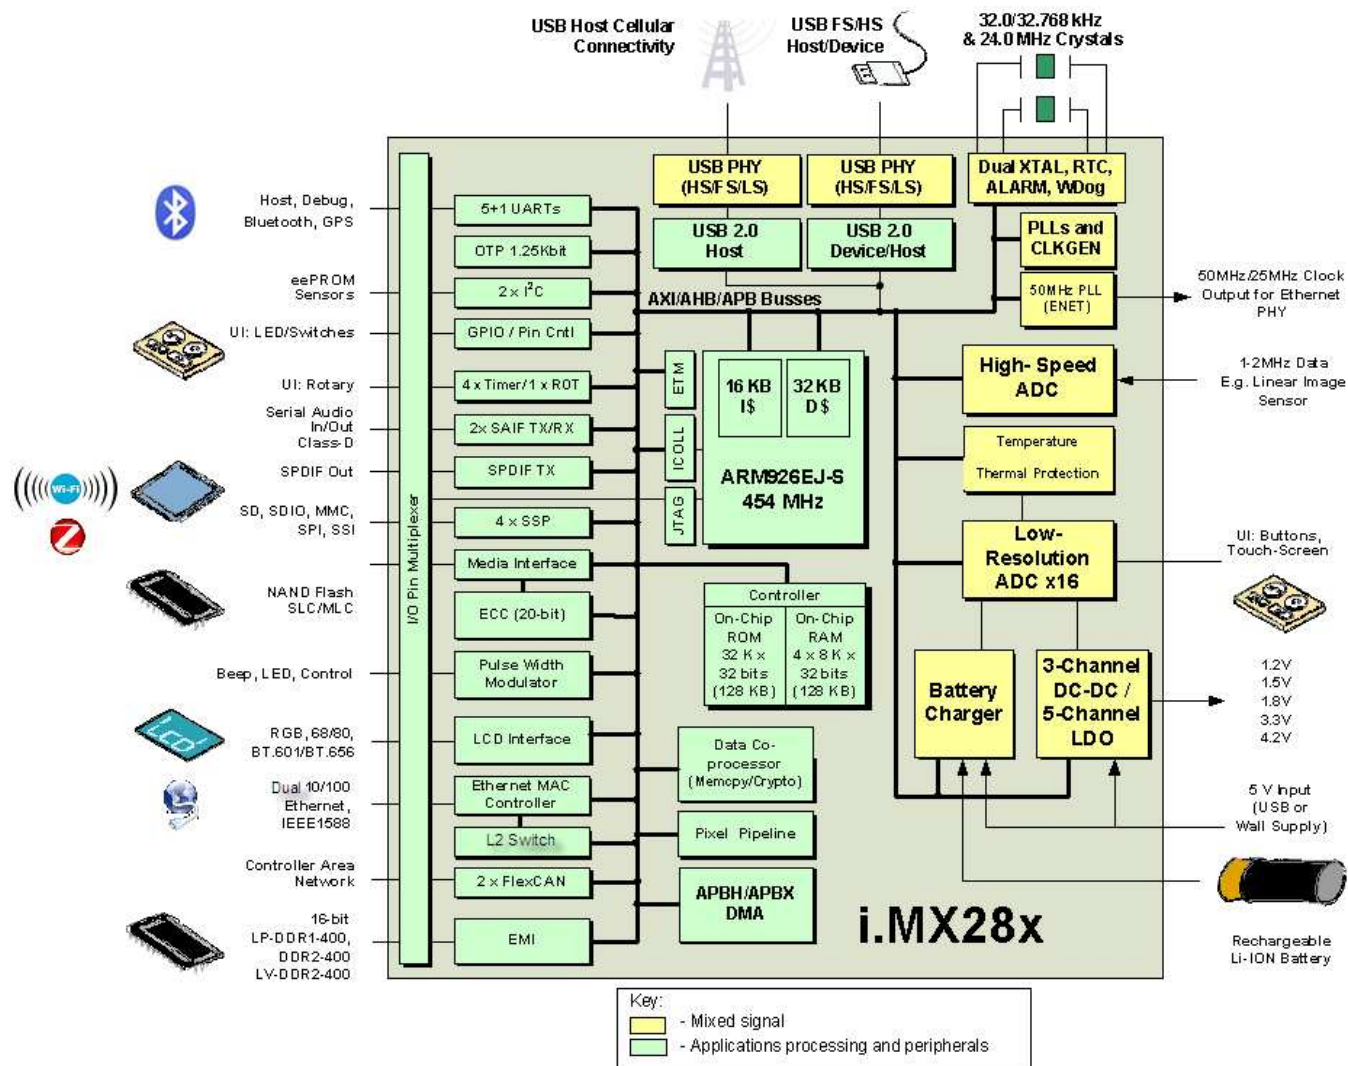 USB Host Cellular
Connectivity
USB FS/HS
Host/Device
32.0/32.768 kHz
& 24.0 MHz Crystals
USB PHY
(HS/FS/LS)
USB PHY
(HS/FS/LS)
Dual XTAL, RTC,
ALARM, WDog
USB 2.0
Host
USB 2.0
Device/Host
PLLs and
CLKGEN
50MHz PLL
(ENET)
50MHz/25MHz Clock
Output for Ethernet
PHY
AXI/AHB/APB Busses
Host, Debug,
Bluetooth, GPS
eePROM
Sensors
UI: LED/Switches
UI: Rotary
Serial Audio
In/Out
Class-D
SPDIF Out
Wi-Fi
SD, SDIO, MMC,
SPI, SSI
NAND Flash
SLC/MLC
Beep, LED, Control
LCD
RGB, 68/80,
BT.601/BT.656
Dual 10/100
Ethernet,
IEEE1588
Controller Area
Network
16-bit
LP-DDR1-400,
DDR2-400
LV-DDR2-400
I/O Pin Multiplexer
5+1 UARTs
OTP 1.25Kbit
2 x I²C
GPIO / Pin Cntl
4 x Timer/1 x ROT
2x SAIF TX/RX
SPDIF TX
4 x SSP
Media Interface
ECC (20-bit)
Pulse Width
Modulator
LCD Interface
Ethernet MAC
Controller
L2 Switch
2 x FlexCAN
EMI
ETM
ICOLL
JTAG
16 KB
I$
32 KB
D$
ARM926EJ-S
454 MHz
Controller
On-Chip
ROM
32 K x
32 bits
(128 KB)
On-Chip
RAM
4 x 8 K x
32 bits
(128 KB)
Data Co-
processor
(Memcpy/Crypto)
Pixel Pipeline
APBH/APBX
DMA
High- Speed
ADC
1-2MHz Data
E.g. Linear Image
Sensor
Temperature
Thermal Protection
Low-
Resolution
ADC x16
UI: Buttons,
Touch-Screen
Battery
Charger
3-Channel
DC-DC /
5-Channel
LDO
1.2V
1.5V
1.8V
3.3V
4.2V
5 V Input
(USB or
Wall Supply)
Rechargeable
Li-ION Battery
i.MX28x
Key:
- Mixed signal
- Applications processing and peripherals